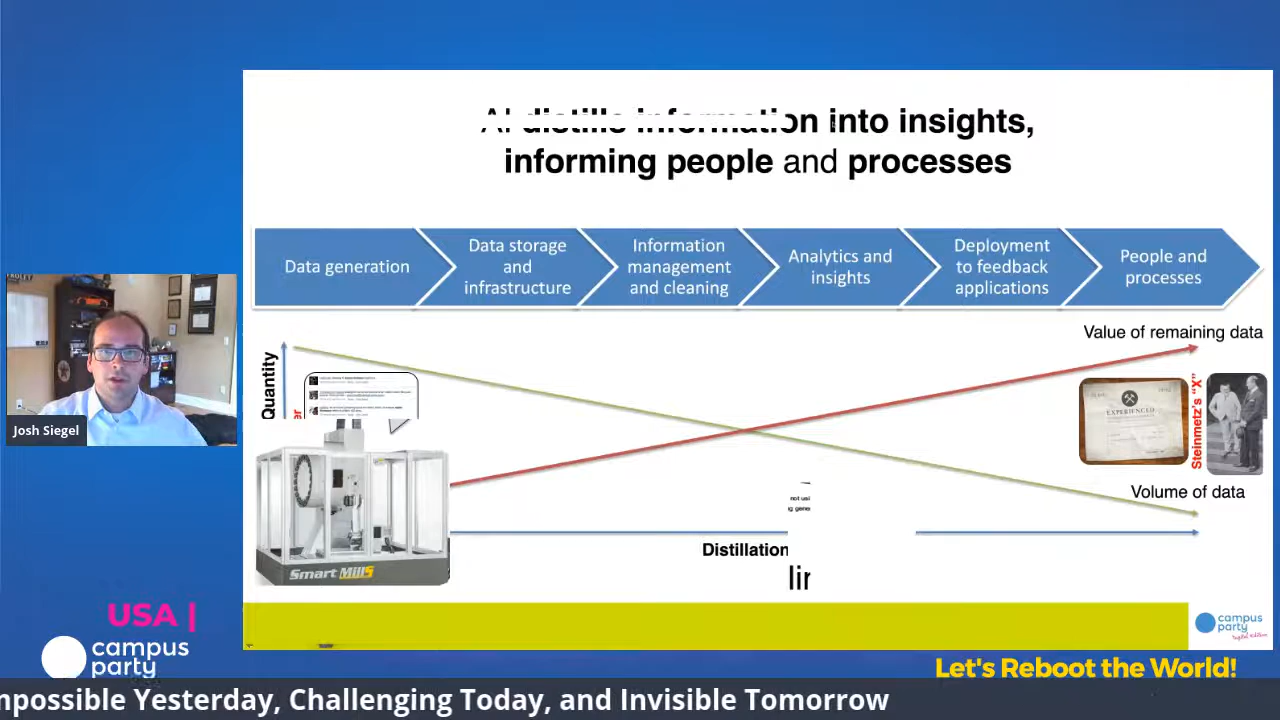 AI distills information into insights,
informing people and processes
Data generation
Data storage
and
infrastructure
Information
management
and cleaning
Analytics and
insights
Deployment
to feedback
applications
People and
processes
Value of remaining data
Quantity
EXPERIENCED
Steinmetz's "X"
Josh Siegel
Volume of data
Distillation
Smart Mill5
USA |
campus
party
campus
party
Let's Reboot the World!
Impossible Yesterday, Challenging Today, and Invisible Tomorrow